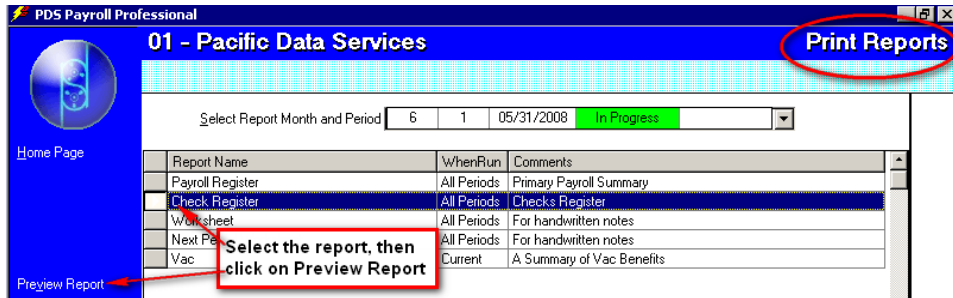 PDS Payroll Professional
01 - Pacific Data Services
Print Reports
Select Report Month and Period 6 1 05/31/2008 In Progress
Home Page
Report Name WhenRun Comments
Payroll Register All Periods Primary Payroll Summary
Check Register All Periods Checks Register
Worksheet All Periods For handwritten notes
Next Pe All Periods For handwritten notes
Vac Current A Summary of Vac Benefits
Select the report, then
click on Preview Report
Preview Report